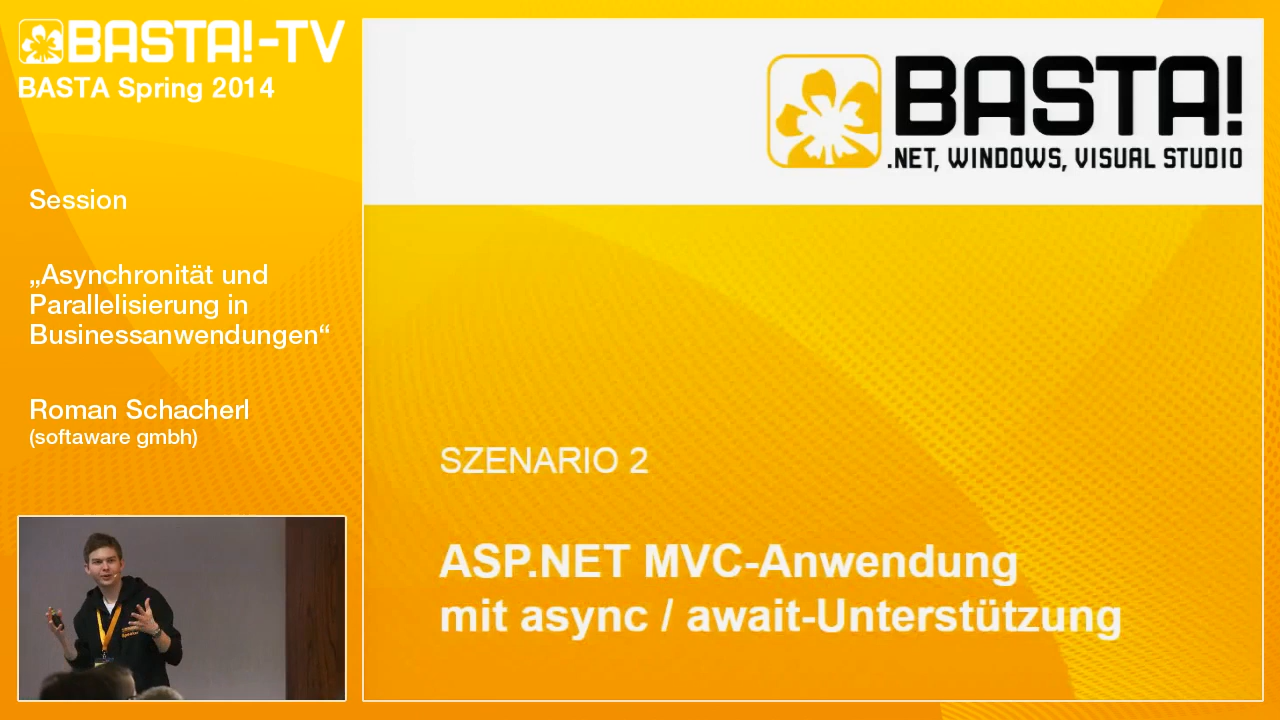 BASTA!-TV
BASTA Spring 2014
Session
„Asynchronität und
Parallelisierung in
Businessanwendungen“
Roman Schacherl
(softaware gmbh)
BASTA!
.NET, WINDOWS, VISUAL STUDIO
SZENARIO 2
ASP.NET MVC-Anwendung
mit async / await-Unterstützung